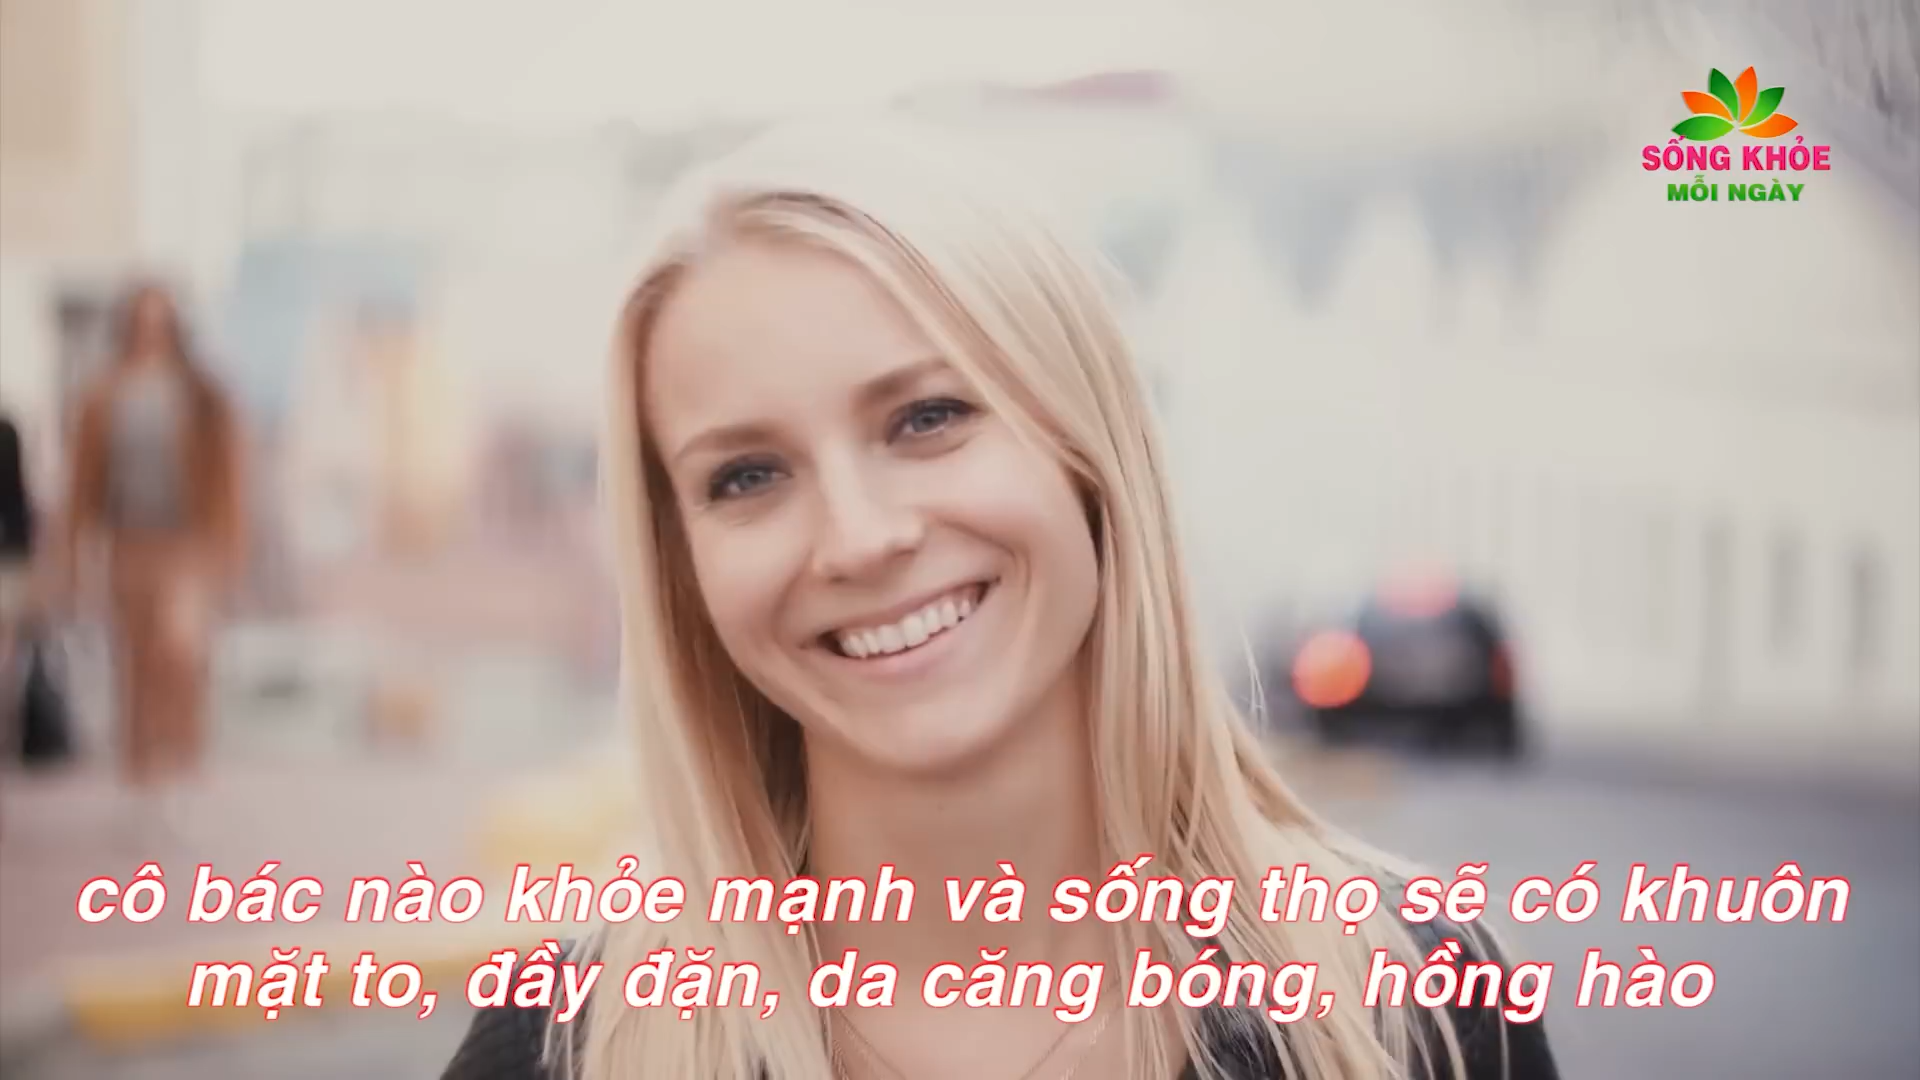 SỐNG KHỎE
MỖI NGÀY
cô bác nào khỏe mạnh và sống thọ sẽ có khuôn
mặt to, đầy đặn, da căng bóng, hồng hào